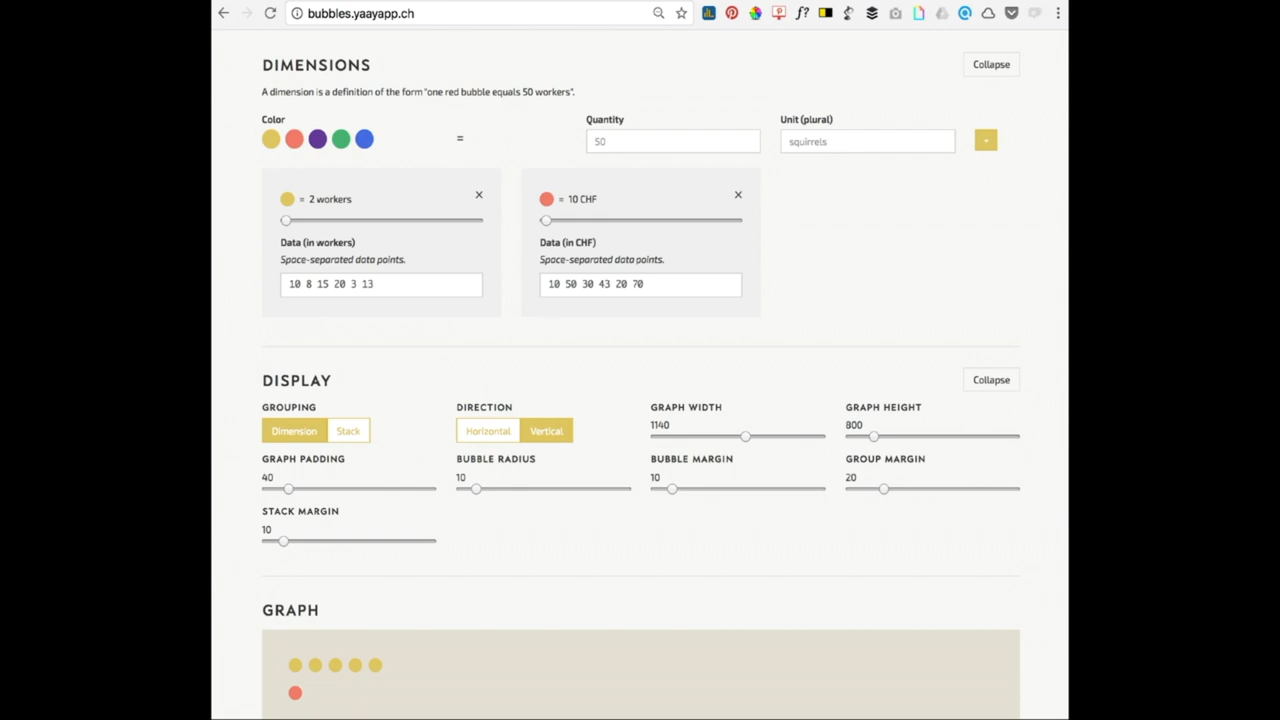 bubbles.yaayapp.ch
DIMENSIONS
Collapse
A dimension is a definition of the form "one red bubble equals 50 workers".
Color
Quantity
Unit (plural)
=
50
squirrels
= 2 workers
= 10 CHF
Data (in workers)
Data (in CHF)
Space-separated data points.
Space-separated data points.
10 8 15 20 3 13
10 50 30 43 20 70
DISPLAY
Collapse
GROUPING
DIRECTION
GRAPH WIDTH
GRAPH HEIGHT
Dimension
Stack
Horizontal
Vertical
1140
800
GRAPH PADDING
BUBBLE RADIUS
BUBBLE MARGIN
GROUP MARGIN
40
10
10
20
STACK MARGIN
10
GRAPH